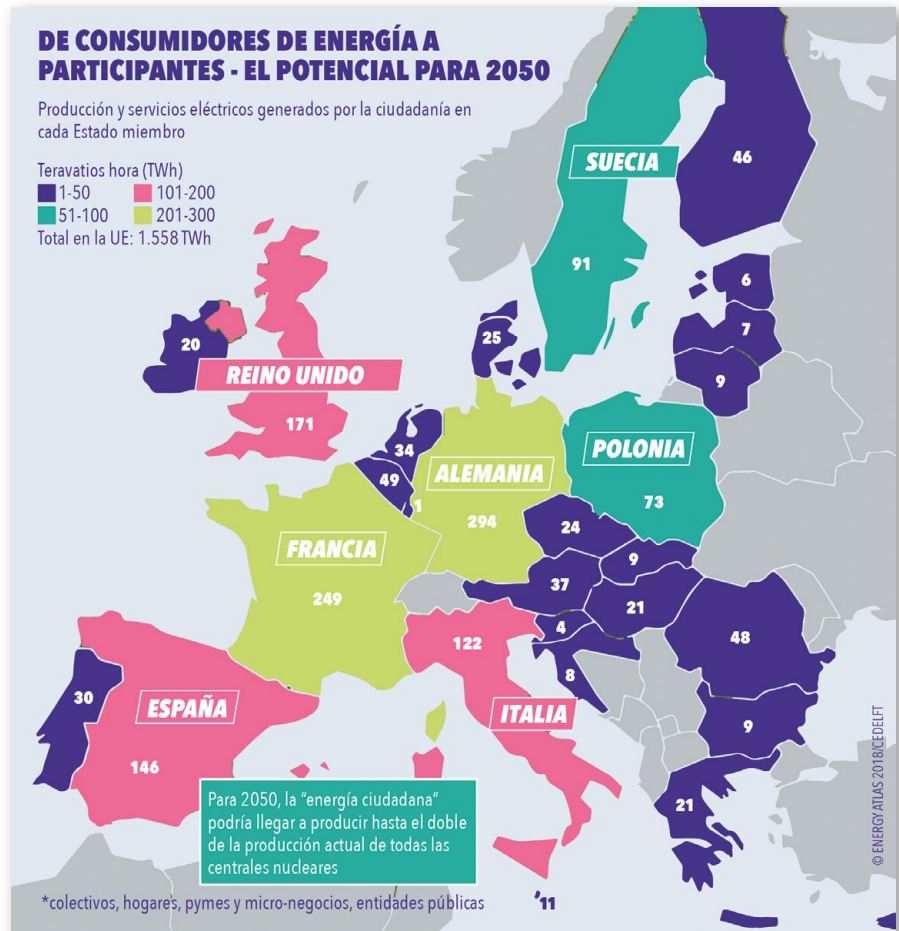 DE CONSUMIDORES DE ENERGÍA A
PARTICIPANTES - EL POTENCIAL PARA 2050
Producción y servicios eléctricos generados por la ciudadanía en
cada Estado miembro
Teravatios hora (TWh)
1-50
101-200
51-100
201-300
Total en la UE: 1.558 TWh
46
SUECIA
91
6
7
9
25
20
REINO UNIDO
171
34
49
1
ALEMANIA
294
POLONIA
73
24
9
FRANCIA
249
37
21
4
8
48
122
ITALIA
9
30
ESPAÑA
146
21
Para 2050, la “energía ciudadana”
podría llegar a producir hasta el doble
de la producción actual de todas las
centrales nucleares
*colectivos, hogares, pymes y micro-negocios, entidades públicas
'11
© ENERGY ATLAS 2018/CEDELFT